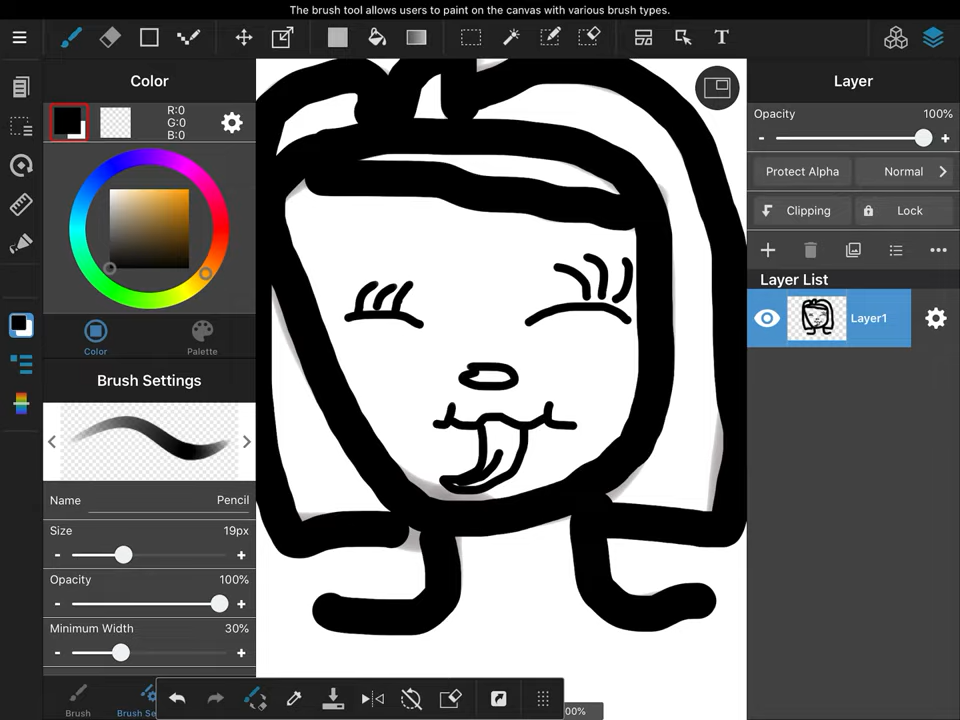 The brush tool allows users to paint on the canvas with various brush types.
T
Color
Layer
R:0
G:0
B:0
Opacity 100%
- +
Protect Alpha Normal
Clipping Lock
Layer List
Layer1
Color Palette
Brush Settings
Name Pencil
Size 19px
- +
Opacity 100%
- +
Minimum Width 30%
- +
Brush Brush Se
00%